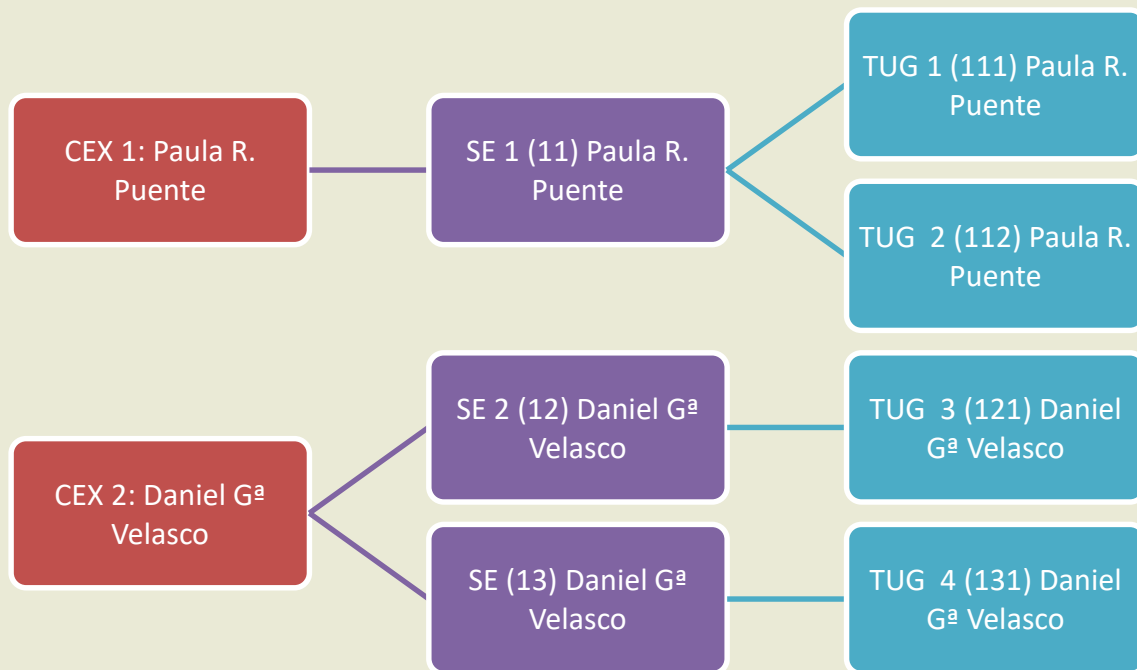 CEX 1: Paula R.
Puente
SE 1 (11) Paula R.
Puente
TUG 1 (111) Paula R.
Puente
TUG  2 (112) Paula R.
Puente
CEX 2: Daniel Gª
Velasco
SE 2 (12) Daniel Gª
Velasco
TUG  3 (121) Daniel
Gª Velasco
SE (13) Daniel Gª
Velasco
TUG  4 (131) Daniel
Gª Velasco